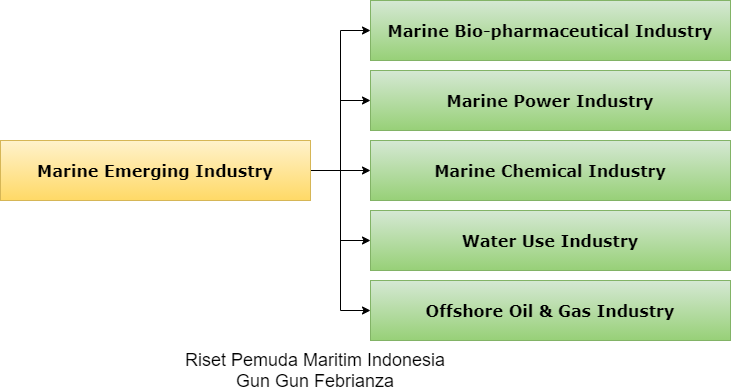 Marine Bio-pharmaceutical Industry
Marine Power Industry
Marine Emerging Industry
Marine Chemical Industry
Water Use Industry
Offshore Oil & Gas Industry
Riset Pemuda Maritim Indonesia
Gun Gun Febrianza